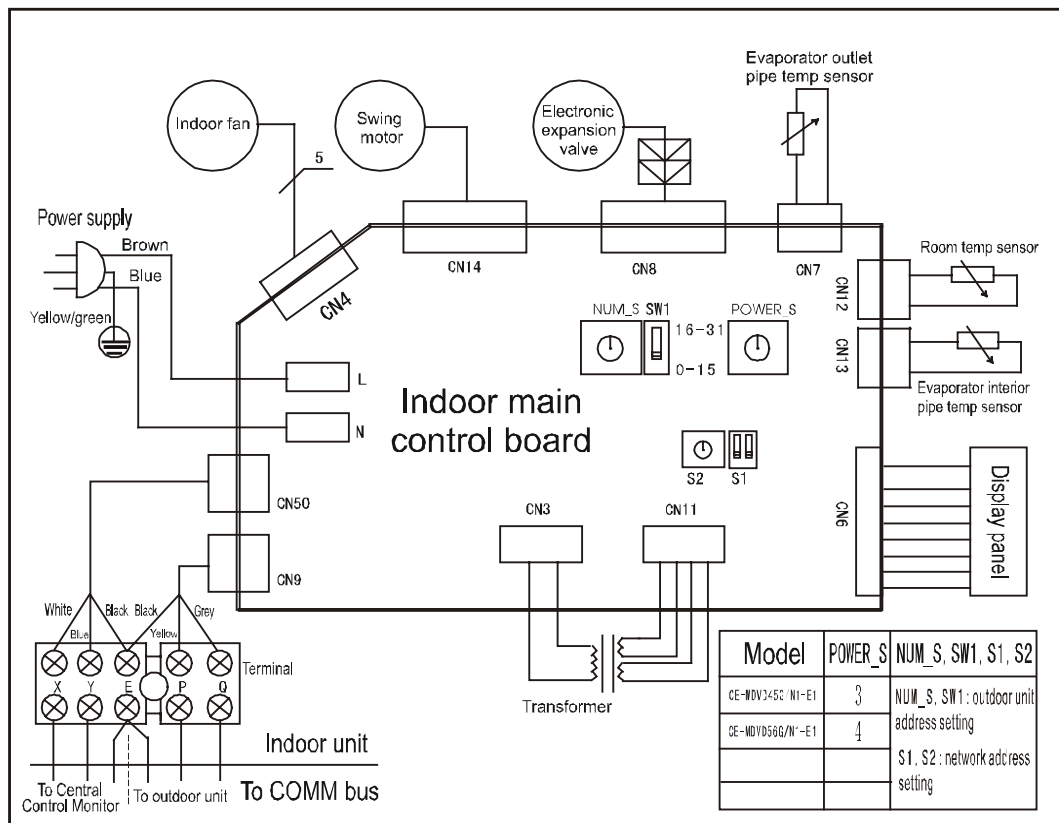 Evaporator outlet
pipe temp sensor
Indoor fan
Swing
motor
Electronic
expansion
valve
5
Power supply
Brown
Blue
Yellow/green
CN4
CN14
CN8
CN7
CN12
Room temp sensor
CN13
Evaporator interior
pipe temp sensor
NUM_S SW1
16-31
0-15
POWER_S
L
N
Indoor main
control board
S2
S1
CN50
CN9
CN3
CN11
CN6
Display panel
White
Blue
Black
Black
Yellow
Grey
X Y E P Q
Terminal
Transformer
Indoor unit
To Central
Control Monitor
To outdoor unit
To COMM bus
Model POWER_S NUM_S, SW1, S1, S2
CE-MDVD45G/N1-E1 3
CE-MDVD56G/N1-E1 4
NUM_S, SW1: outdoor unit
address setting
S1, S2: network address
setting